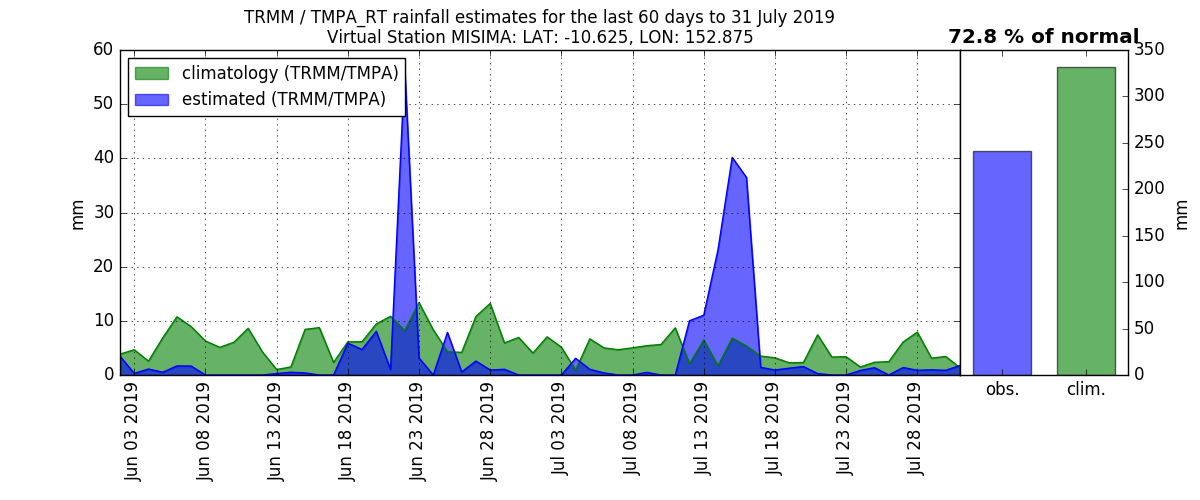 TRMM / TMPA_RT rainfall estimates for the last 60 days to 31 July 2019
Virtual Station MISIMA: LAT: -10.625, LON: 152.875
72.8 % of normal
climatology (TRMM/TMPA)
estimated (TRMM/TMPA)
mm
60
50
40
30
20
10
0
Jun 03 2019
Jun 08 2019
Jun 13 2019
Jun 18 2019
Jun 23 2019
Jun 28 2019
Jul 03 2019
Jul 08 2019
Jul 13 2019
Jul 18 2019
Jul 23 2019
Jul 28 2019
obs.
clim.
350
300
250
200
150
100
50
0
mm